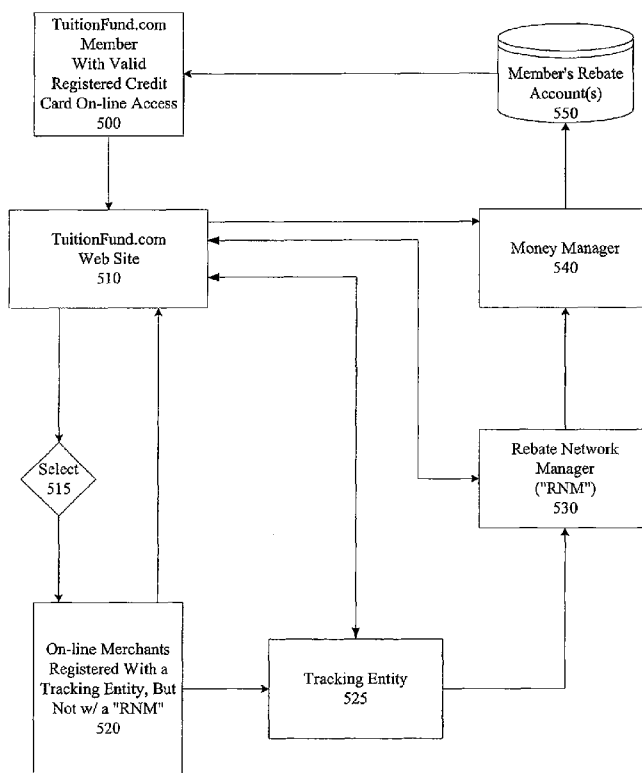 TuitionFund.com
Member
With Valid
Registered Credit
Card On-line Access
500
Member's Rebate
Account(s)
550
TuitionFund.com
Web Site
510
Money Manager
540
Select
515
Rebate Network
Manager
("RNM")
530
On-line Merchants
Registered With a
Tracking Entity, But
Not w/ a "RNM"
520
Tracking Entity
525